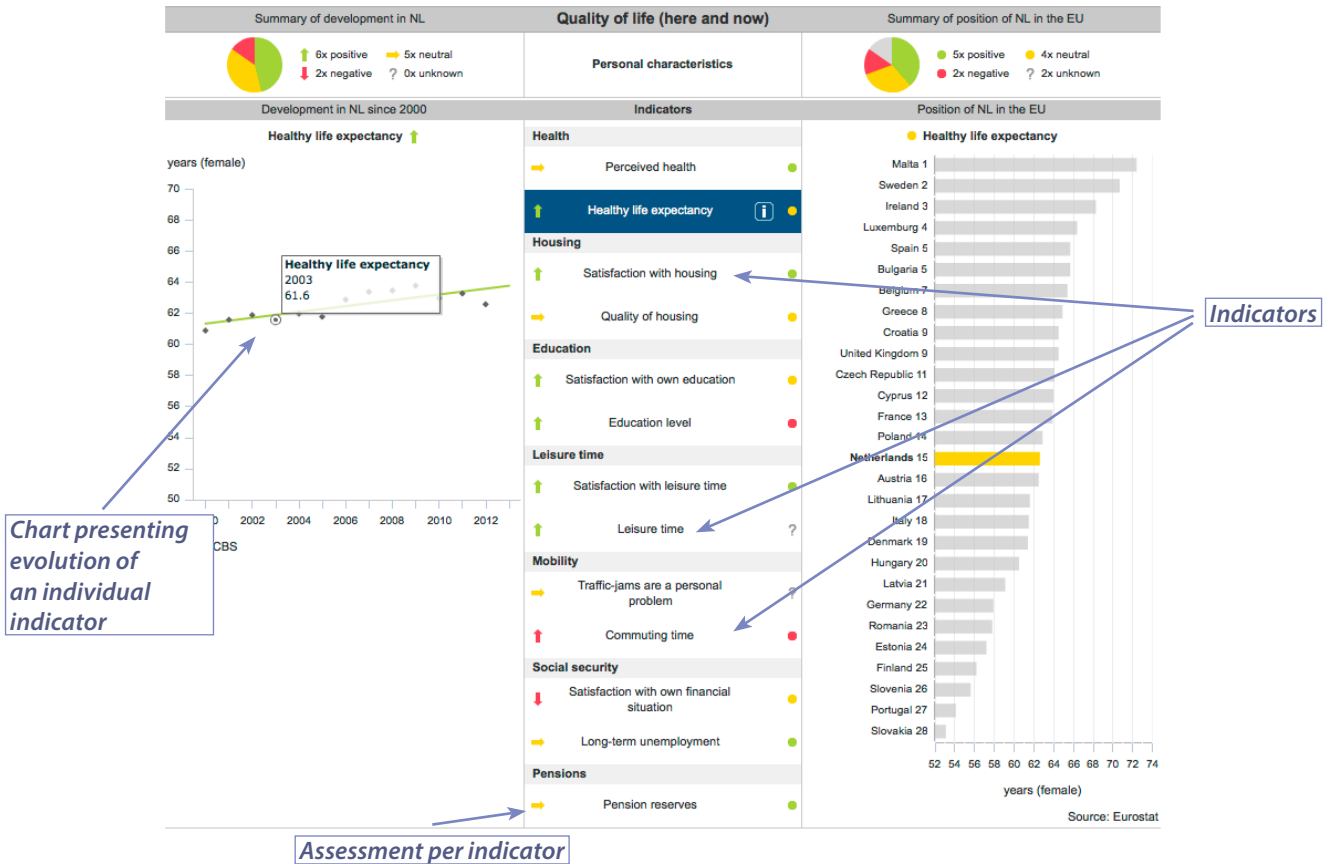 Summary of development in NL
Quality of life (here and now)
Summary of position of NL in the EU
6x positive
5x neutral
2x negative
? 0x unknown
Personal characteristics
5x positive
4x neutral
2x negative
? 2x unknown
Development in NL since 2000
Indicators
Position of NL in the EU
Healthy life expectancy
years (female)
70
68
66
64
62
60
58
56
54
52
50
Healthy life expectancy
2003
61.6
2002 2004 2006 2008 2010 2012
CBS
Chart presenting
evolution of
an individual
indicator
Health
Perceived health
Healthy life expectancy i
Housing
Satisfaction with housing
Quality of housing
Education
Satisfaction with own education
Education level
Leisure time
Satisfaction with leisure time
Leisure time ?
Mobility
Traffic-jams are a personal
problem ?
Commuting time
Social security
Satisfaction with own financial
situation
Long-term unemployment
Pensions
Pension reserves
Assessment per indicator
Healthy life expectancy
Malta 1
Sweden 2
Ireland 3
Luxemburg 4
Spain 5
Bulgaria 5
Belgium 7
Greece 8
Croatia 9
United Kingdom 9
Czech Republic 11
Cyprus 12
France 13
Poland 14
Netherlands 15
Austria 16
Lithuania 17
Italy 18
Denmark 19
Hungary 20
Latvia 21
Germany 22
Romania 23
Estonia 24
Finland 25
Slovenia 26
Portugal 27
Slovakia 28
52 54 56 58 60 62 64 66 68 70 72 74
years (female)
Source: Eurostat
Indicators